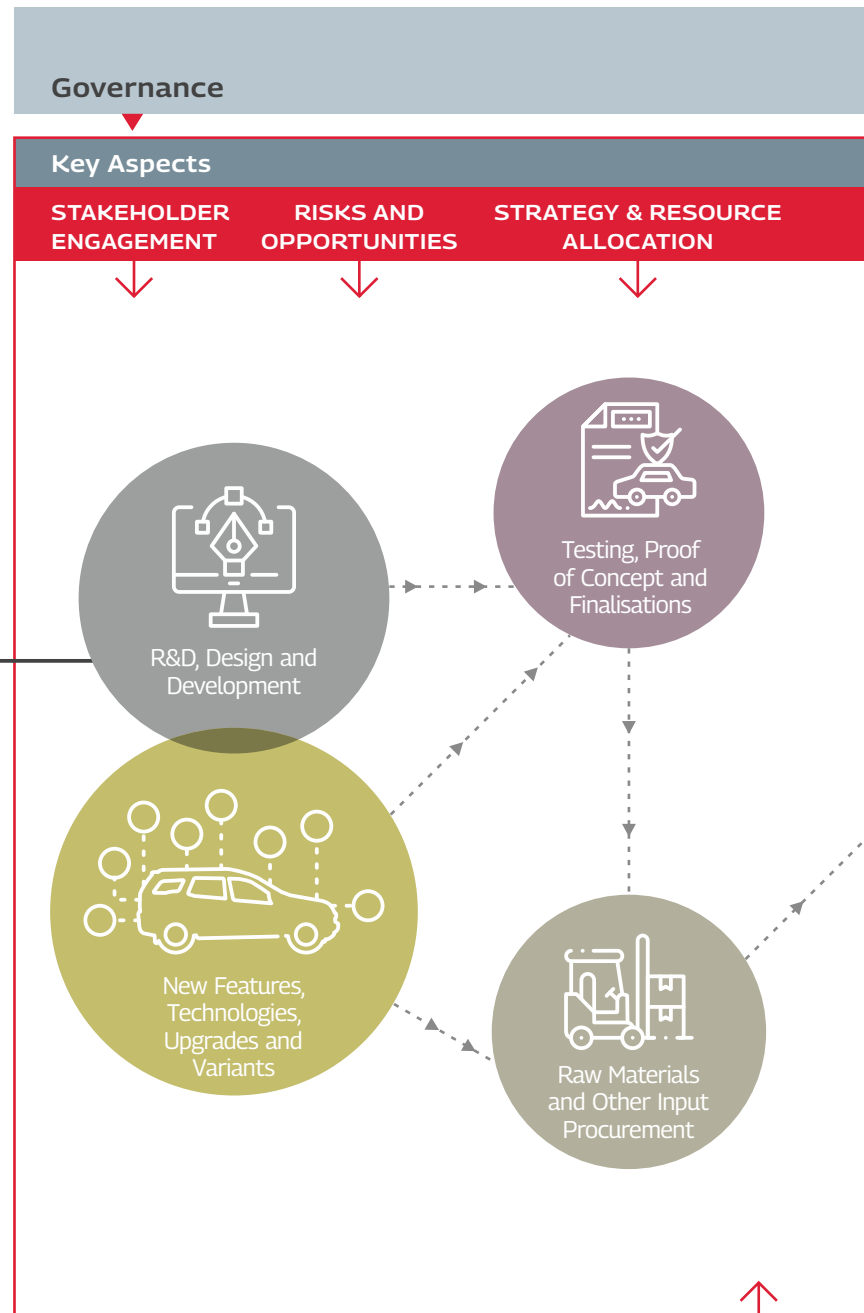 Governance
Key Aspects
STAKEHOLDER
ENGAGEMENT
RISKS AND
OPPORTUNITIES
STRATEGY & RESOURCE
ALLOCATION
Testing, Proof
of Concept and
Finalisations
R&D, Design and
Development
New Features,
Technologies,
Upgrades and
Variants
Raw Materials
and Other Input
Procurement